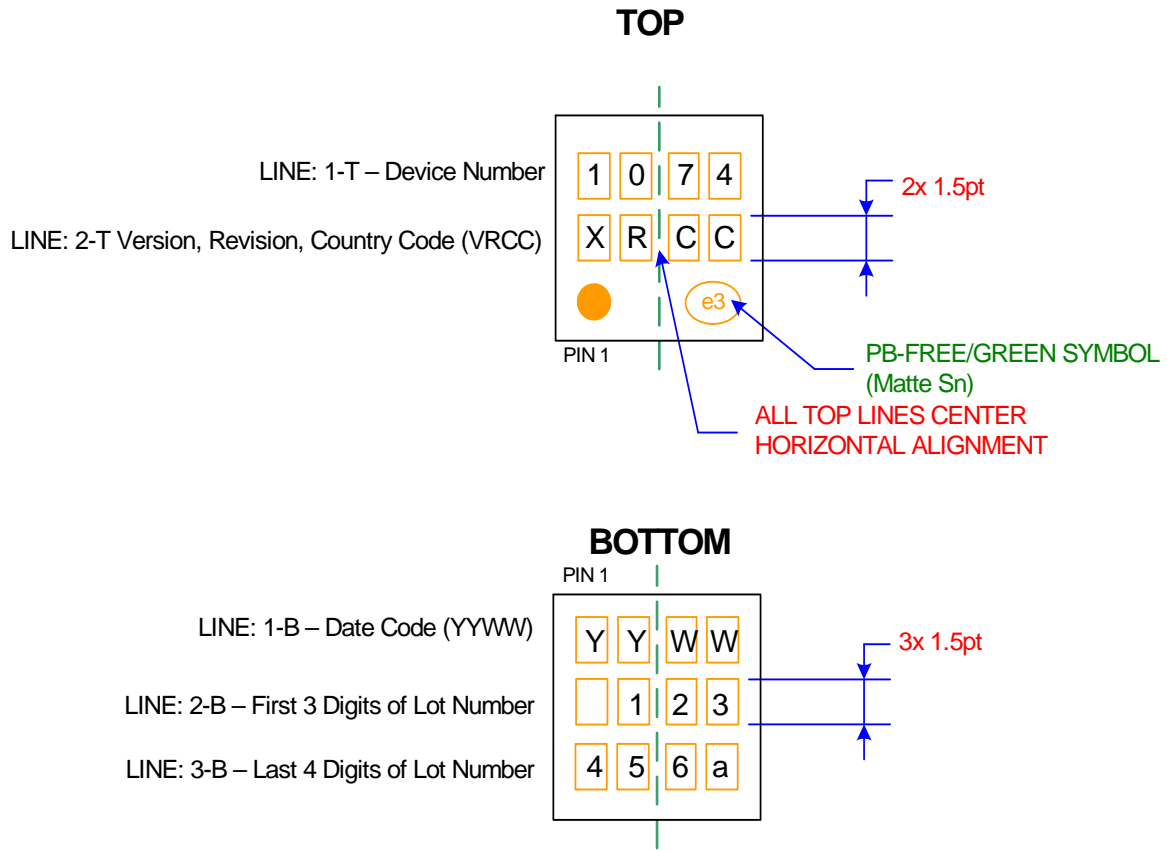 TOP
LINE: 1-T – Device Number
1 0 7 4
2x 1.5pt
LINE: 2-T Version, Revision, Country Code (VRCC)
X R C C
e3
PIN 1
PB-FREE/GREEN SYMBOL
(Matte Sn)
ALL TOP LINES CENTER
HORIZONTAL ALIGNMENT
BOTTOM
PIN 1
LINE: 1-B – Date Code (YYWW)
Y Y W W
3x 1.5pt
LINE: 2-B – First 3 Digits of Lot Number
1 2 3
LINE: 3-B – Last 4 Digits of Lot Number
4 5 6 a